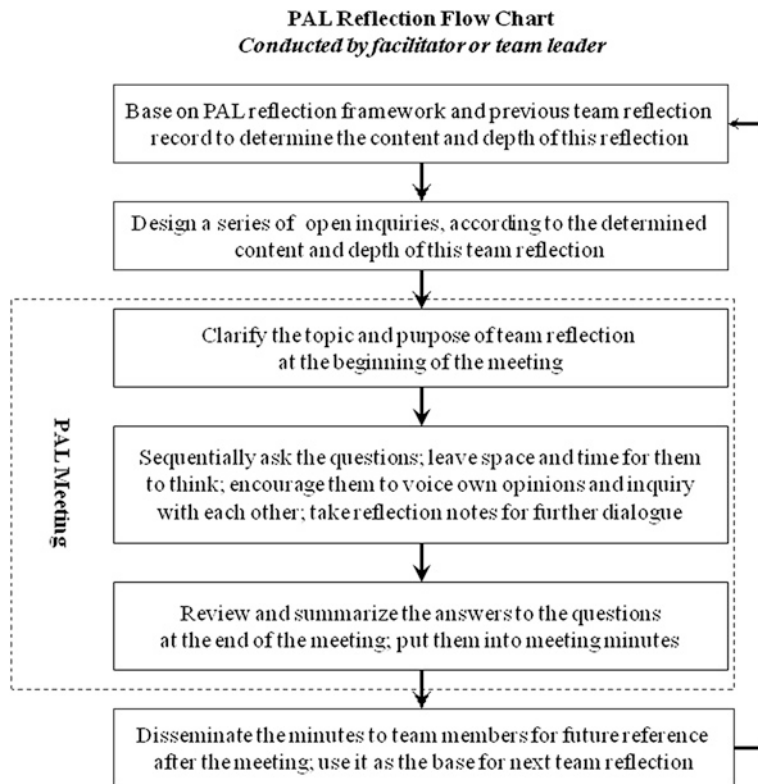 PAL Reflection Flow Chart
Conducted by facilitator or team leader
Base on PAL reflection framework and previous team reflection
record to determine the content and depth of this reflection
Design a series of open inquiries, according to the determined
content and depth of this team reflection
PAL Meeting
Clarify the topic and purpose of team reflection
at the beginning of the meeting
Sequentially ask the questions; leave space and time for them
to think; encourage them to voice own opinions and inquiry
with each other; take reflection notes for further dialogue
Review and summarize the answers to the questions
at the end of the meeting; put them into meeting minutes
Disseminate the minutes to team members for future reference
after the meeting; use it as the base for next team reflection